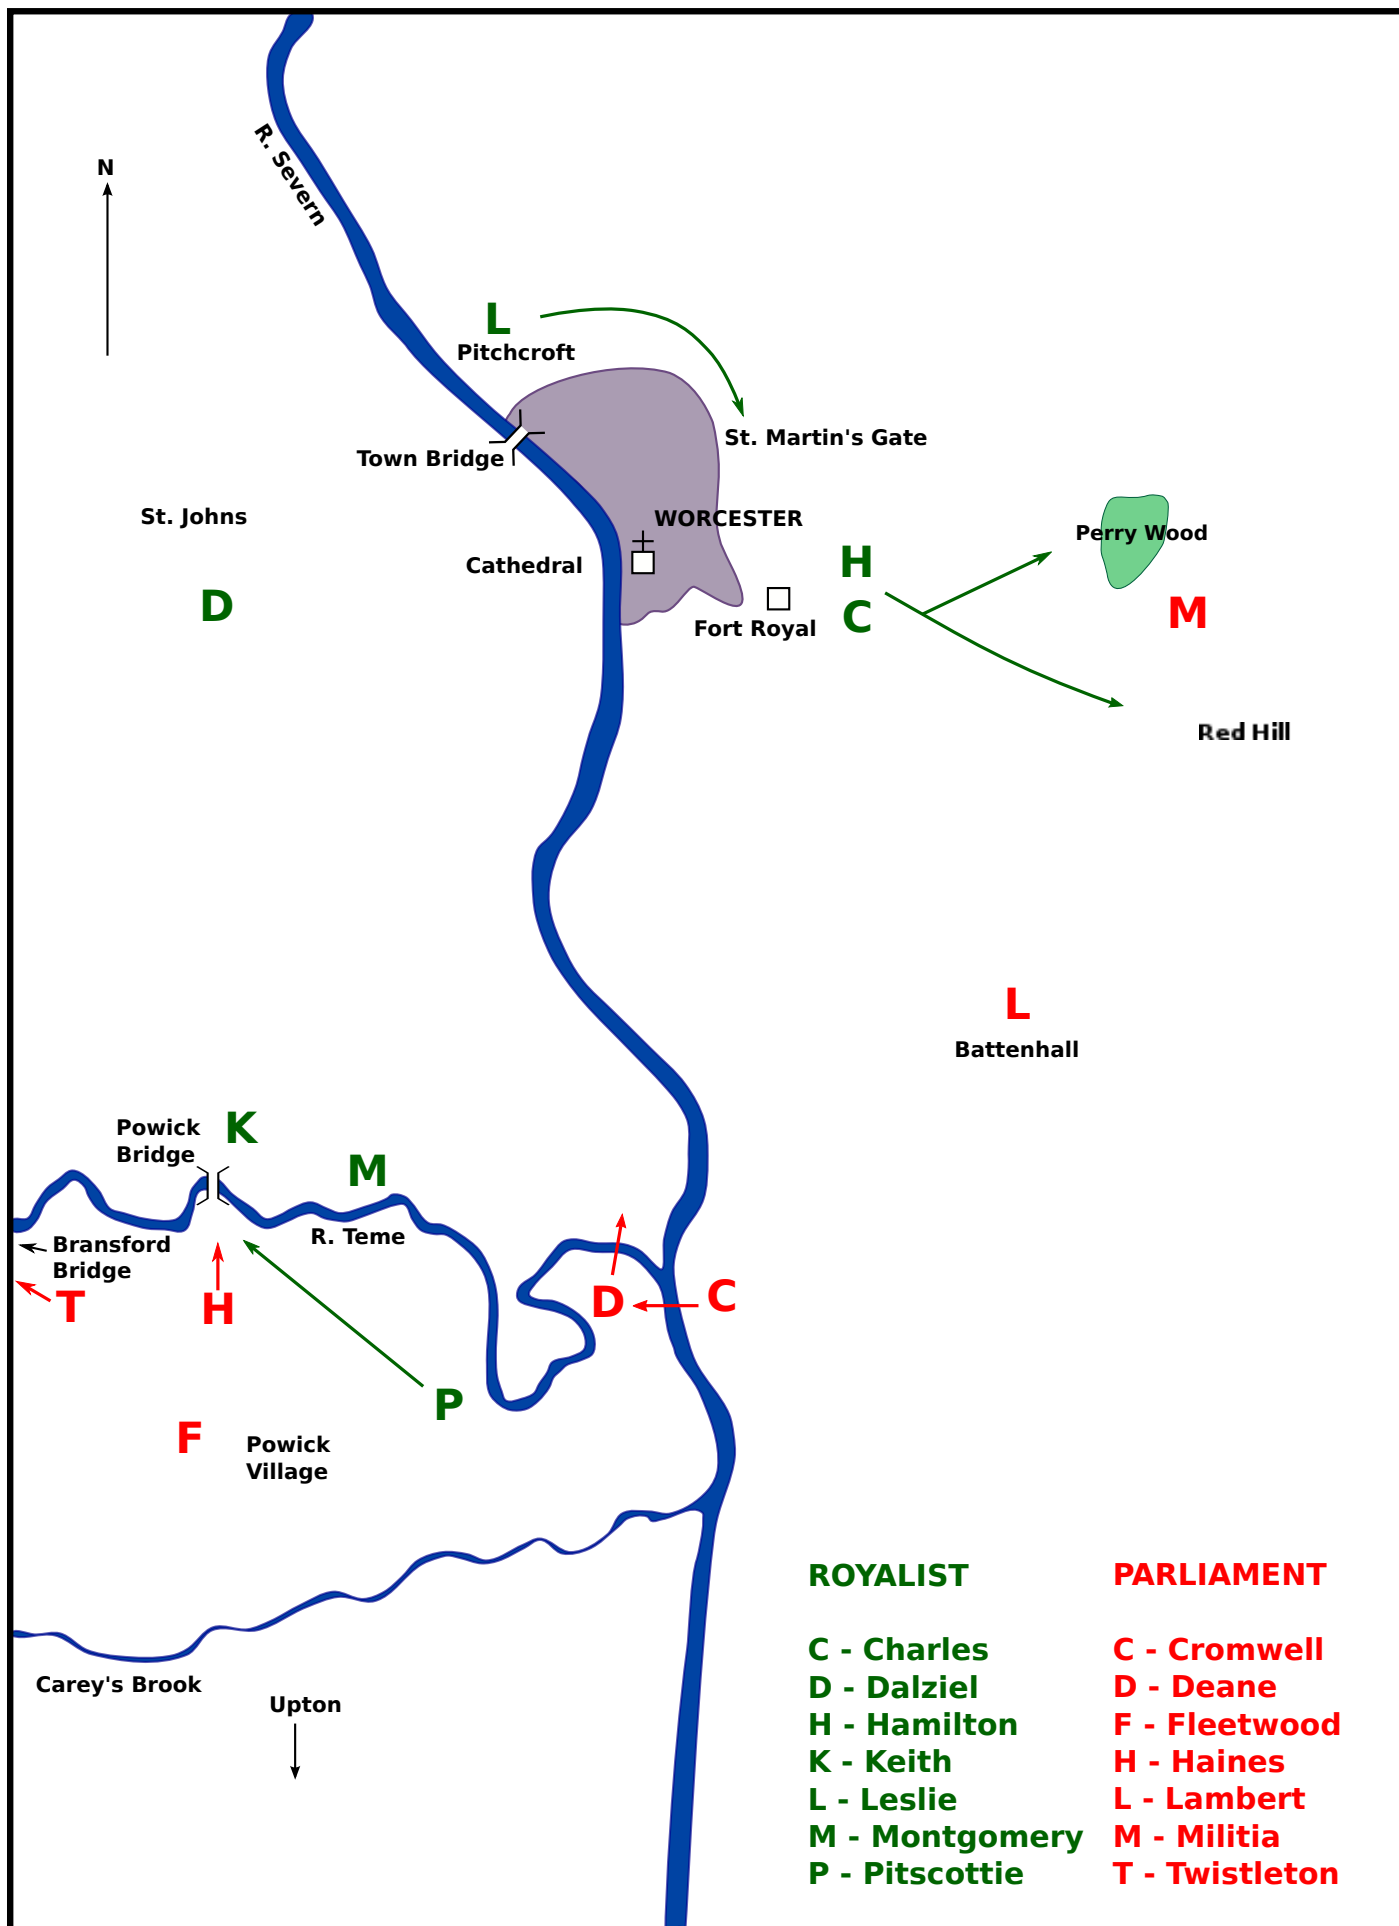 R. Severn
N
L
Pitchcroft
St. Martin's Gate
Town Bridge
St. Johns
WORCESTER
Perry Wood
Cathedral
H
D
C
M
Fort Royal
Red Hill
L
Battenhall
Powick
Bridge
K
M
R. Teme
Bransford
Bridge
T
H
D
C
P
F
Powick
Village
Carey's Brook
Upton
ROYALIST
C - Charles
D - Dalziel
H - Hamilton
K - Keith
L - Leslie
M - Montgomery
P - Pitscottie
PARLIAMENT
C - Cromwell
D - Deane
F - Fleetwood
H - Haines
L - Lambert
M - Militia
T - Twistleton